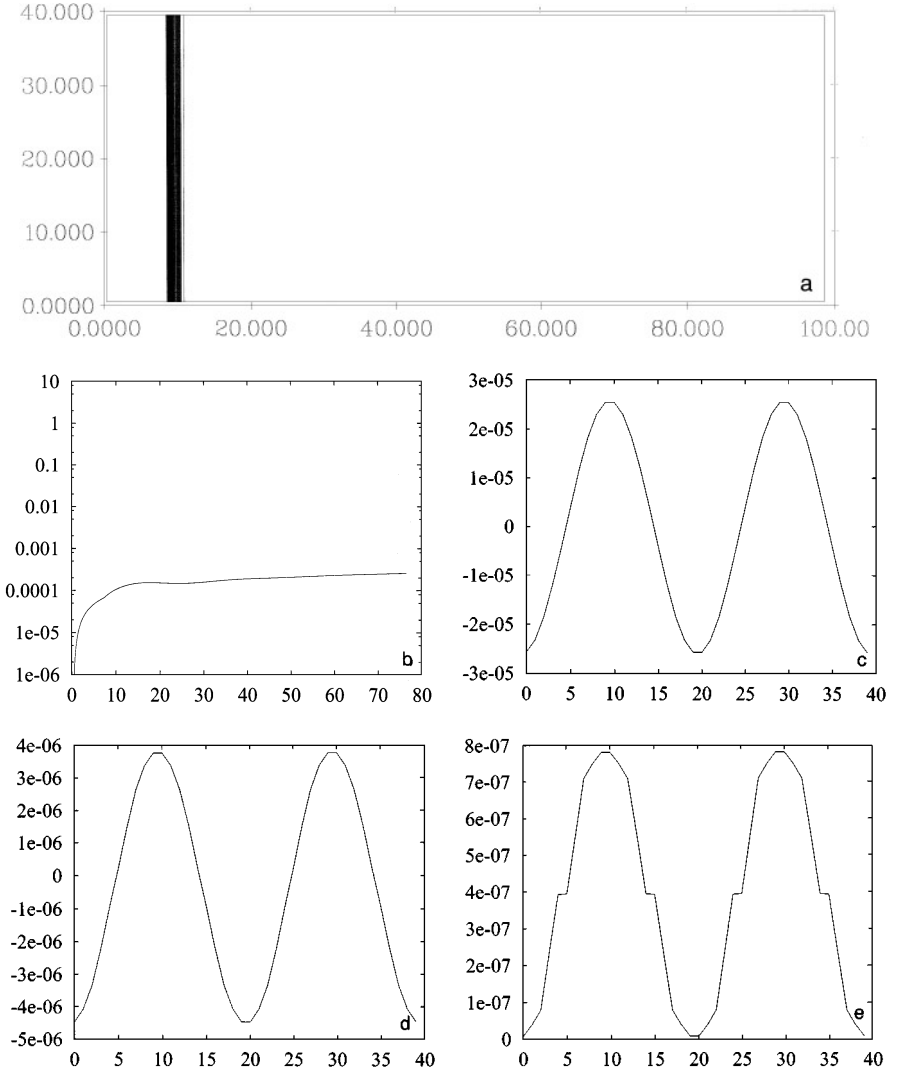 40.000
30.000
20.000
10.000
0.0000
a
0.0000 20.000 40.000 60.000 80.000 100.00
10
1
0.1
0.01
0.001
0.0001
1e-05
1e-06
b
0 10 20 30 40 50 60 70 80
3e-05
2e-05
1e-05
0
-1e-05
-2e-05
-3e-05
c
0 5 10 15 20 25 30 35 40
4e-06
3e-06
2e-06
1e-06
0
-1e-06
-2e-06
-3e-06
-4e-06
-5e-06
d
0 5 10 15 20 25 30 35 40
8e-07
7e-07
6e-07
5e-07
4e-07
3e-07
2e-07
1e-07
0
e
0 5 10 15 20 25 30 35 40